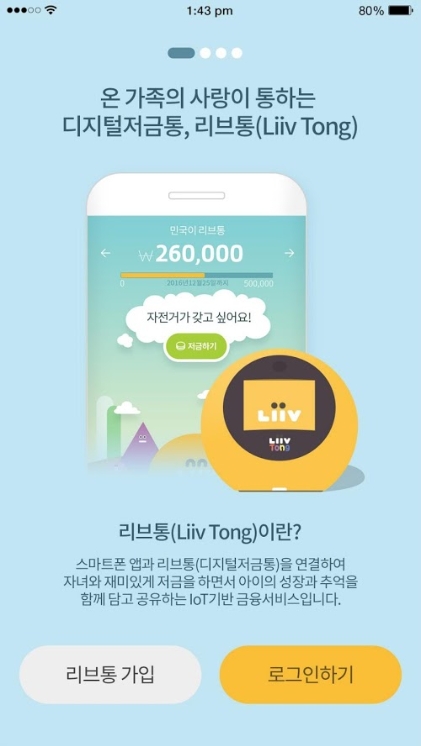 1:43 pm
80%
온 가족의 사랑이 통하는
디지털저금통, 리브통(Liiv Tong)
민국이 리브통
₩260,000
0
2016년12월25일까지
500,000
자전거가 갖고 싶어요!
저금하기
Liiv
Liiv
Tong
리브통(Liiv Tong)이란?
스마트폰 앱과 리브통(디지털저금통)을 연결하여
자녀와 재미있게 저금을 하면서 아이의 성장과 추억을
함께 담고 공유하는 IoT기반 금융서비스입니다.
리브통 가입
로그인하기